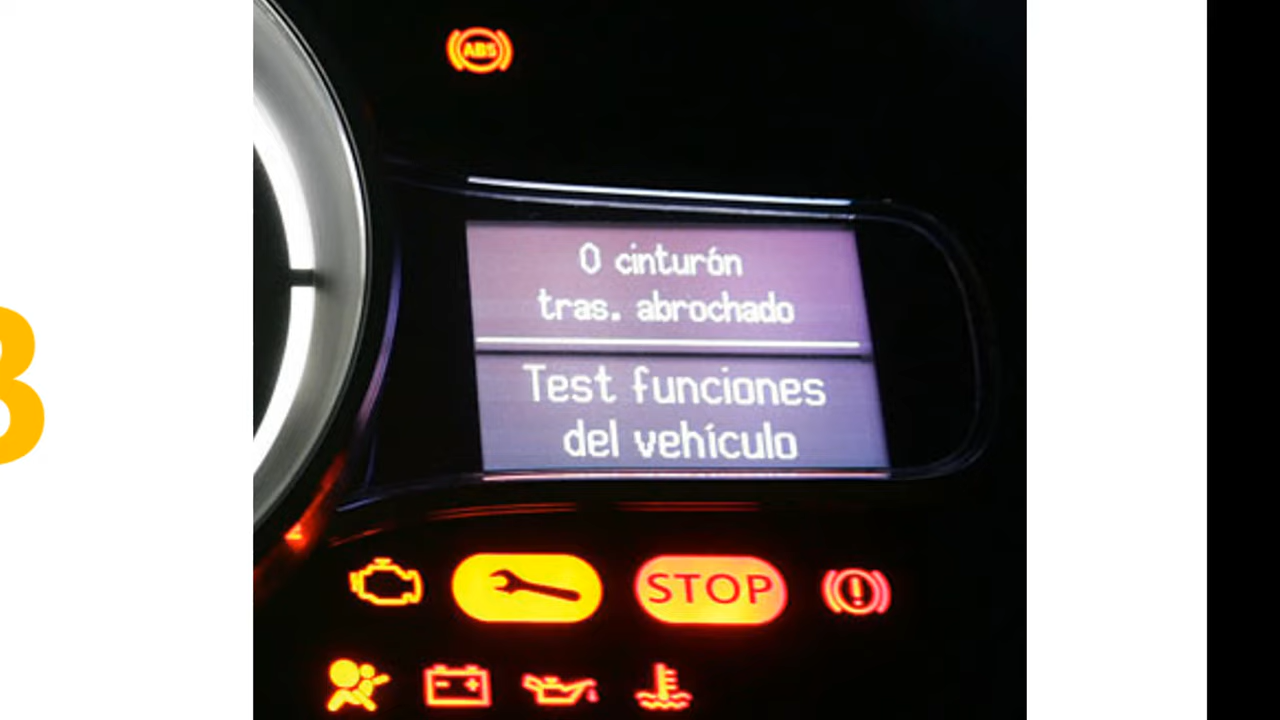 ABS
0 cinturón
tras. abrochado
Test funciones
del vehículo
STOP